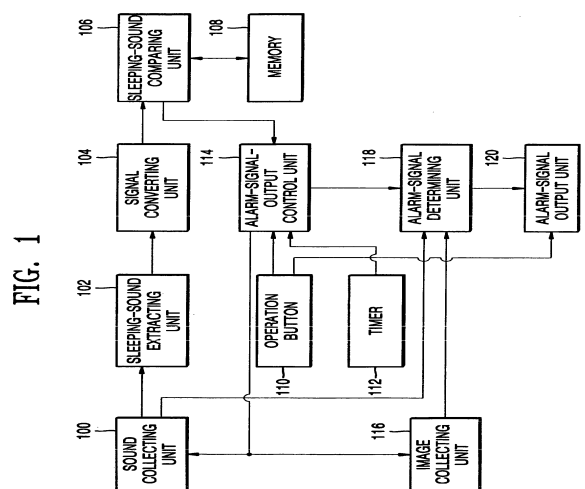 FIG. 1
100
SOUND
COLLECTING
UNIT
102
SLEEPING-SOUND
EXTRACTING
UNIT
104
SIGNAL
CONVERTING
UNIT
106
SLEEPING-SOUND
COMPARING
UNIT
108
MEMORY
110
OPERATION
BUTTON
112
TIMER
114
ALARM-SIGNAL-
OUTPUT
CONTROL UNIT
116
IMAGE
COLLECTING
UNIT
118
ALARM-SIGNAL
DETERMINING
UNIT
120
ALARM-SIGNAL
OUTPUT UNIT